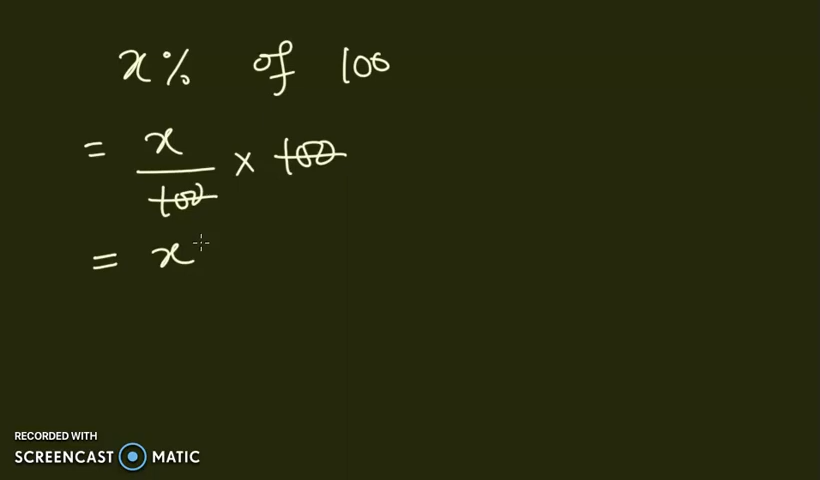 x% of 100
= x/100 × 100
= x
RECORDED WITH
SCREENCAST MATIC